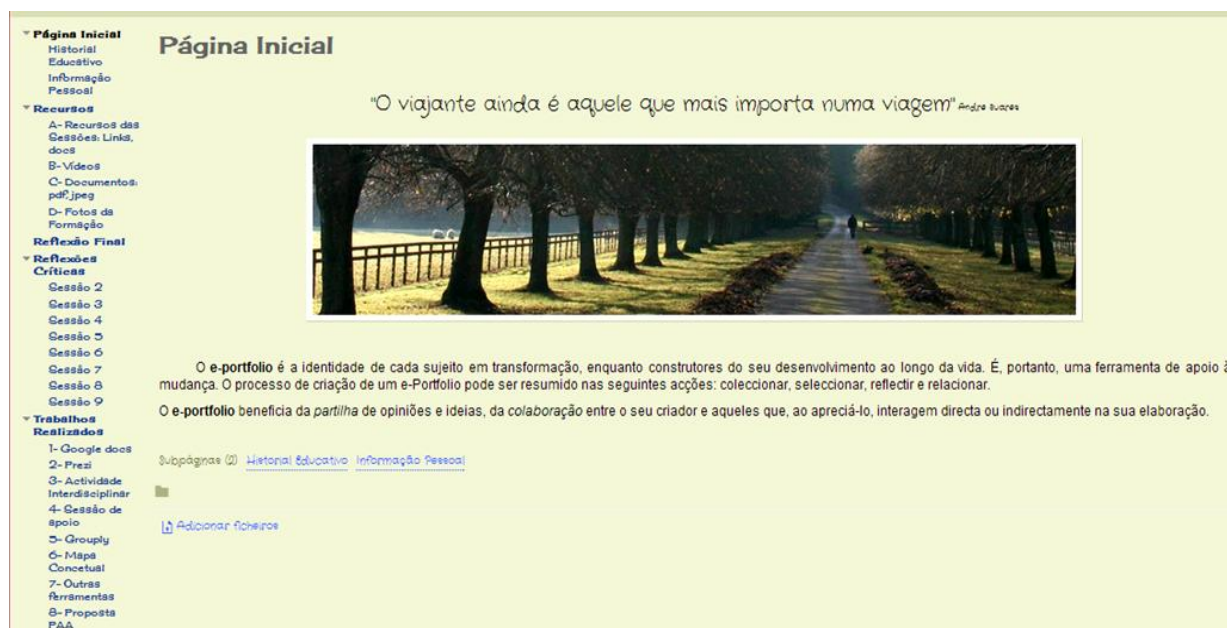 Página Inicial
Historial
Educativo
Informação
Pessoal
Recursos
A- Recursos das
Sessões: Links,
docs
B- Vídeos
C- Documentos:
pdf, jpeg
D- Fotos da
Formação
Reflexão Final
Reflexões
Críticas
Sessão 2
Sessão 3
Sessão 4
Sessão 5
Sessão 6
Sessão 7
Sessão 8
Sessão 9
Trabalhos
Realizados
1- Google docs
2- Prezi
3- Actividade
Interdisciplinar
4- Sessão de
apoio
5- Grouply
6- Mapa
Concetual
7- Outras
ferramentas
8- Proposta
PAA
Página Inicial
"O viajante ainda é aquele que mais importa numa viagem" Andre Suares
O e-portfolio é a identidade de cada sujeito em transformação, enquanto construtores do seu desenvolvimento ao longo da vida. É, portanto, uma ferramenta de apoio à
mudança. O processo de criação de um e-Portfolio pode ser resumido nas seguintes acções: coleccionar, seleccionar, reflectir e relacionar.
O e-portfolio beneficia da partilha de opiniões e ideias, da colaboração entre o seu criador e aqueles que, ao apreciá-lo, interagem directa ou indirectamente na sua elaboração.
Subpáginas (2) Historial Educativo Informação Pessoal
Adicionar ficheiros